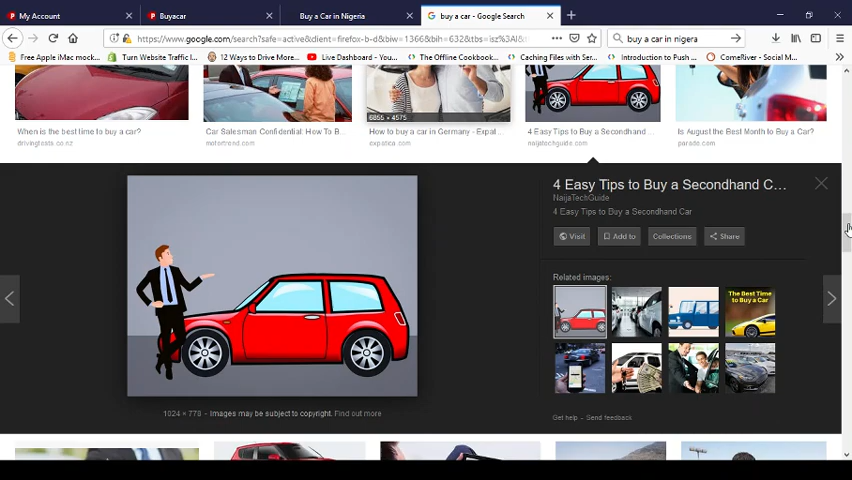 My Account
Buyacar
Buy a Car in Nigeria
buy a car - Google Search
https://www.google.com/search?safe=active&client=firefox-b-d&biw=1366&bih=632&tbs=isz%3Al&
buy a car in nigera
Free Apple iMac mock...
Turn Website Traffic ...
12 Ways to Drive More...
Live Dashboard - You...
The Offline Cookbook...
Caching Files with Ser...
Introduction to Push ...
ComeRiver - IMDb
6855 × 4575
When is the best time to buy a car?
drivingtests.co.nz
Car Salesman Confidential: How To B...
motortrend.com
How to buy a car in Germany - Expat...
expatica.com
4 Easy Tips to Buy a Secondhand ...
naijatechguide.com
Is August the Best Month to Buy a Car?
parade.com
4 Easy Tips to Buy a Secondhand C...
NaijaTechGuide
4 Easy Tips to Buy a Secondhand Car
Visit
Add to
Collections
Share
Related images:
The Best Time
to Buy a Car
1024 × 778 - Images may be subject to copyright. Find out more
Get help - Send feedback